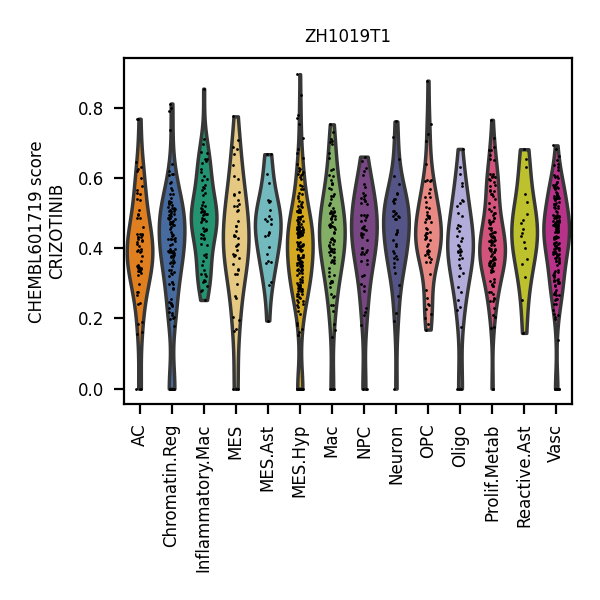 ZH1019T1
CHEMBL601719 score
CRIZOTINIB
0.8
0.6
0.4
0.2
0.0
AC
Chromatin.Reg
Inflammatory.Mac
MES
MES.Ast
MES.Hyp
Mac
NPC
Neuron
OPC
Oligo
Prolif.Metab
Reactive.Ast
Vasc